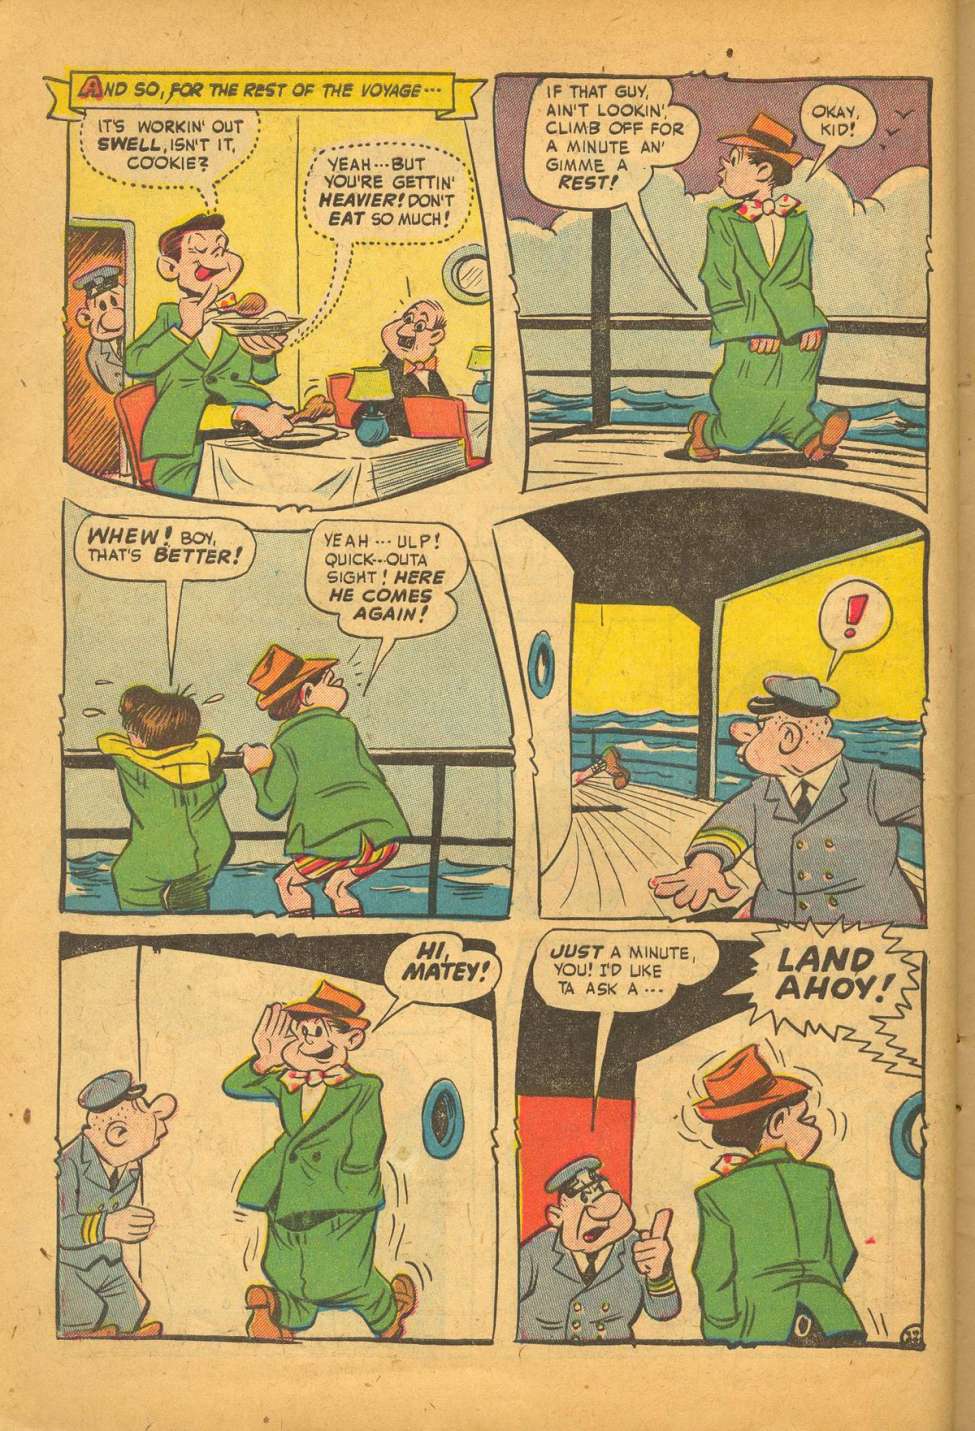 AND SO, FOR THE REST OF THE VOYAGE---
IT'S WORKIN' OUT
SWELL, ISN'T IT,
COOKIE?
YEAH---BUT
YOU'RE GETTIN'
HEAVIER! DON'T
EAT SO MUCH!
IF THAT GUY,
AIN'T LOOKIN',
CLIMB OFF FOR
A MINUTE AN'
GIMME A
REST!
OKAY,
KID!
WHEW! BOY,
THAT'S BETTER!
YEAH --- ULP!
QUICK---OUTA
SIGHT! HERE
HE COMES
AGAIN!
!
HI,
MATEY!
JUST A MINUTE,
YOU! I'D LIKE
TA ASK A ---
LAND
AHOY!